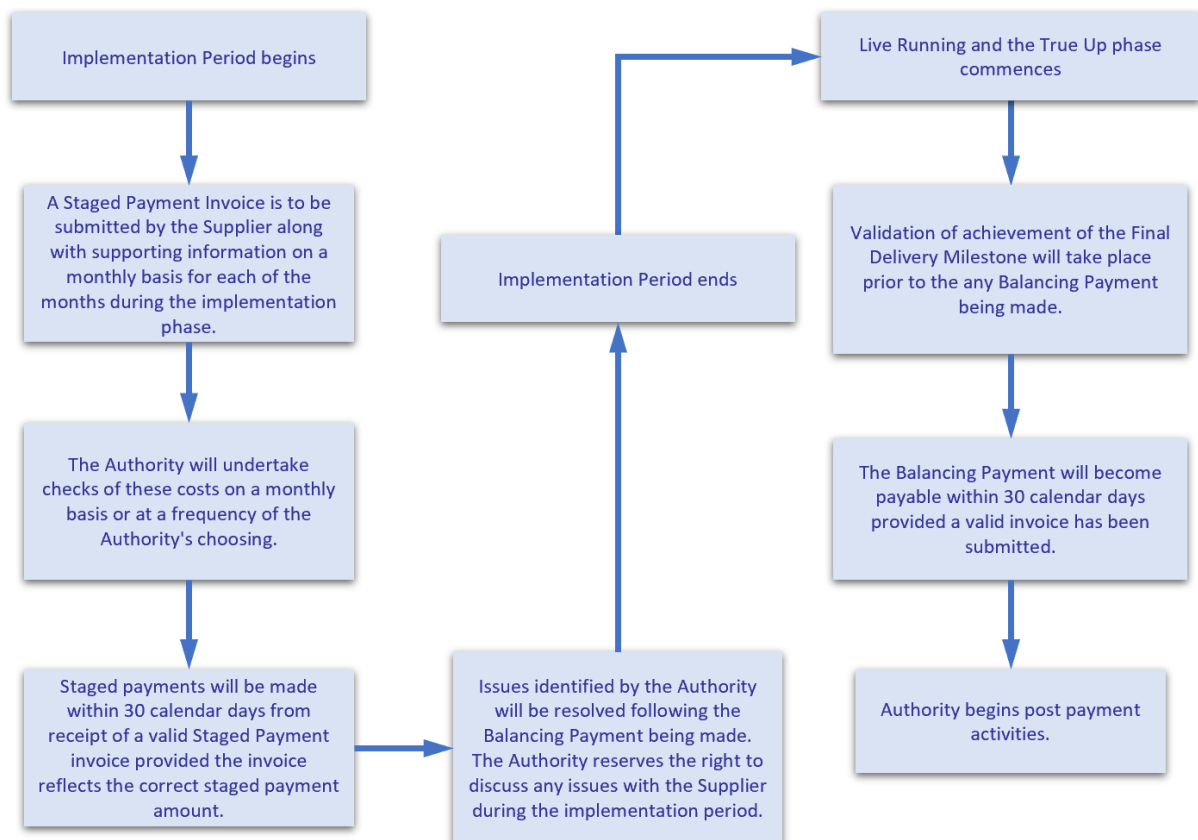 Implementation Period begins
A Staged Payment Invoice is to be
submitted by the Supplier along
with supporting information on a
monthly basis for each of the
months during the implementation
phase.
The Authority will undertake
checks of these costs on a monthly
basis or at a frequency of the
Authority's choosing.
Staged payments will be made
within 30 calendar days from
receipt of a valid Staged Payment
invoice provided the invoice
reflects the correct staged payment
amount.
Issues identified by the Authority
will be resolved following the
Balancing Payment being made.
The Authority reserves the right to
discuss any issues with the Supplier
during the implementation period.
Implementation Period ends
Live Running and the True Up phase
commences
Validation of achievement of the Final
Delivery Milestone will take place
prior to the any Balancing Payment
being made.
The Balancing Payment will become
payable within 30 calendar days
provided a valid invoice has been
submitted.
Authority begins post payment
activities.